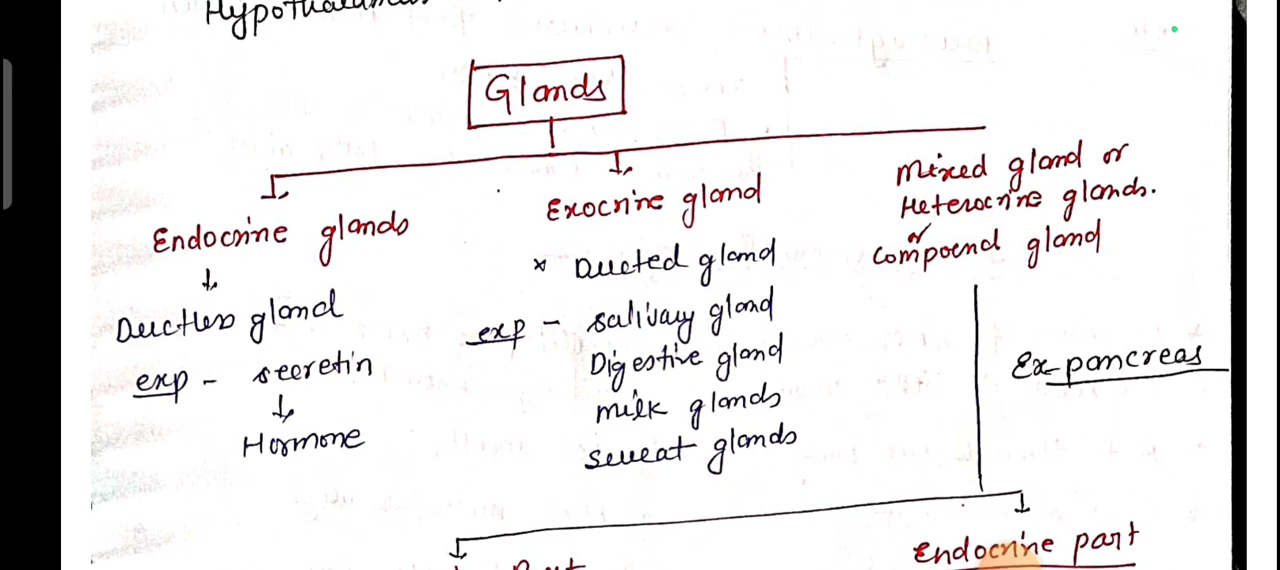 Glands
Endocrine glands
Ductless gland
exp - secretin
Hormone
Exocrine gland
* Ducted gland
exp - salivary gland
Digestive gland
milk glands
sweat glands
Mixed gland or
Heterocrine glands.
or
compound gland
Ex- pancreas
Part
Endocrine part